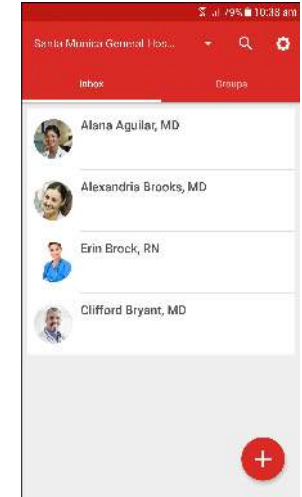 79% 10:38 am
Santa Monica General Hos...
Inbox Groups
Alana Aguilar, MD
Alexandria Brooks, MD
Erin Brock, RN
Clifford Bryant, MD
+